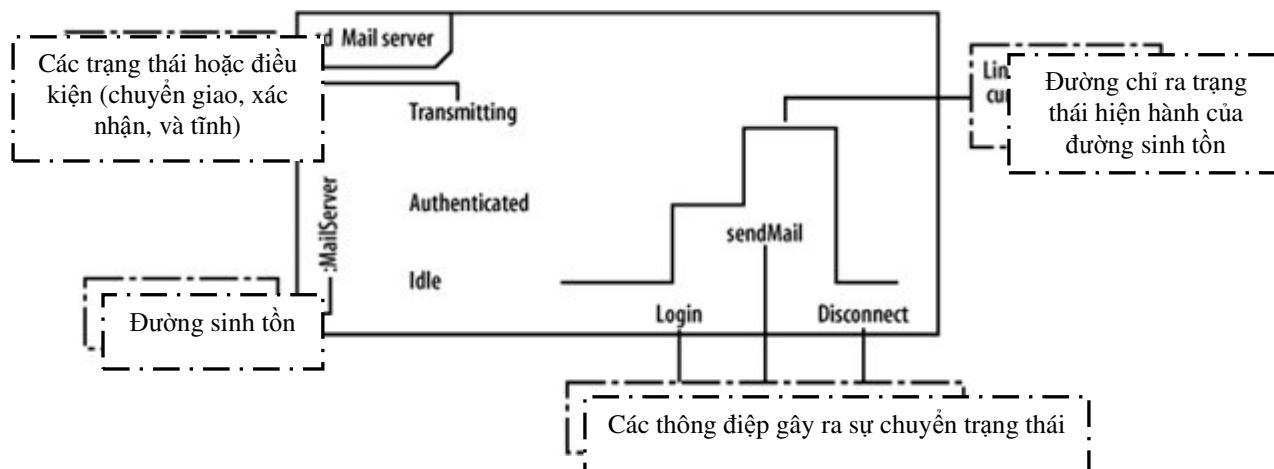 d Mail server
Các trạng thái hoặc điều
kiện (chuyển giao, xác
nhận, và tĩnh)
Đường chỉ ra trạng
thái hiện hành của
đường sinh tồn
Transmitting
Authenticated
sendMail
:MailServer
Idle
Login
Disconnect
Đường sinh tồn
Các thông điệp gây ra sự chuyển trạng thái